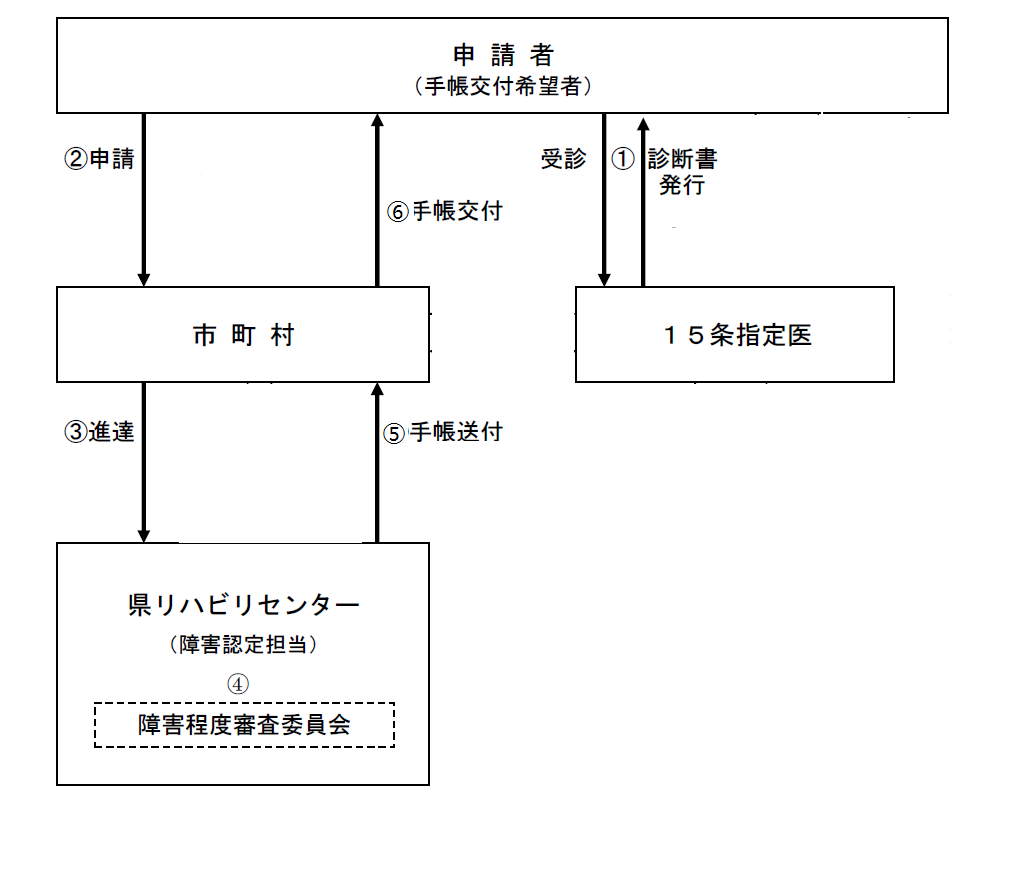 申 請 者
（手帳交付希望者）
②申請
受診 ① 診断書
発行
⑥手帳交付
市 町 村
１５条指定医
③進達
⑤手帳送付
県リハビリセンター
（障害認定担当）
④
障害程度審査委員会